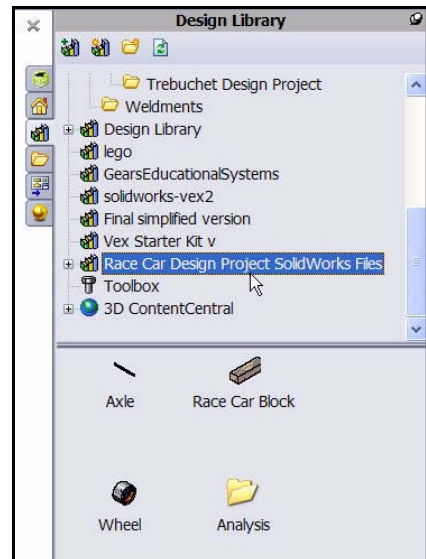 Design Library
Trebuchet Design Project
Weldments
Design Library
lego
GearsEducationalSystems
solidworks-vex2
Final simplified version
Vex Starter Kit v
Race Car Design Project SolidWorks Files
Toolbox
3D ContentCentral
Axle
Race Car Block
Wheel
Analysis